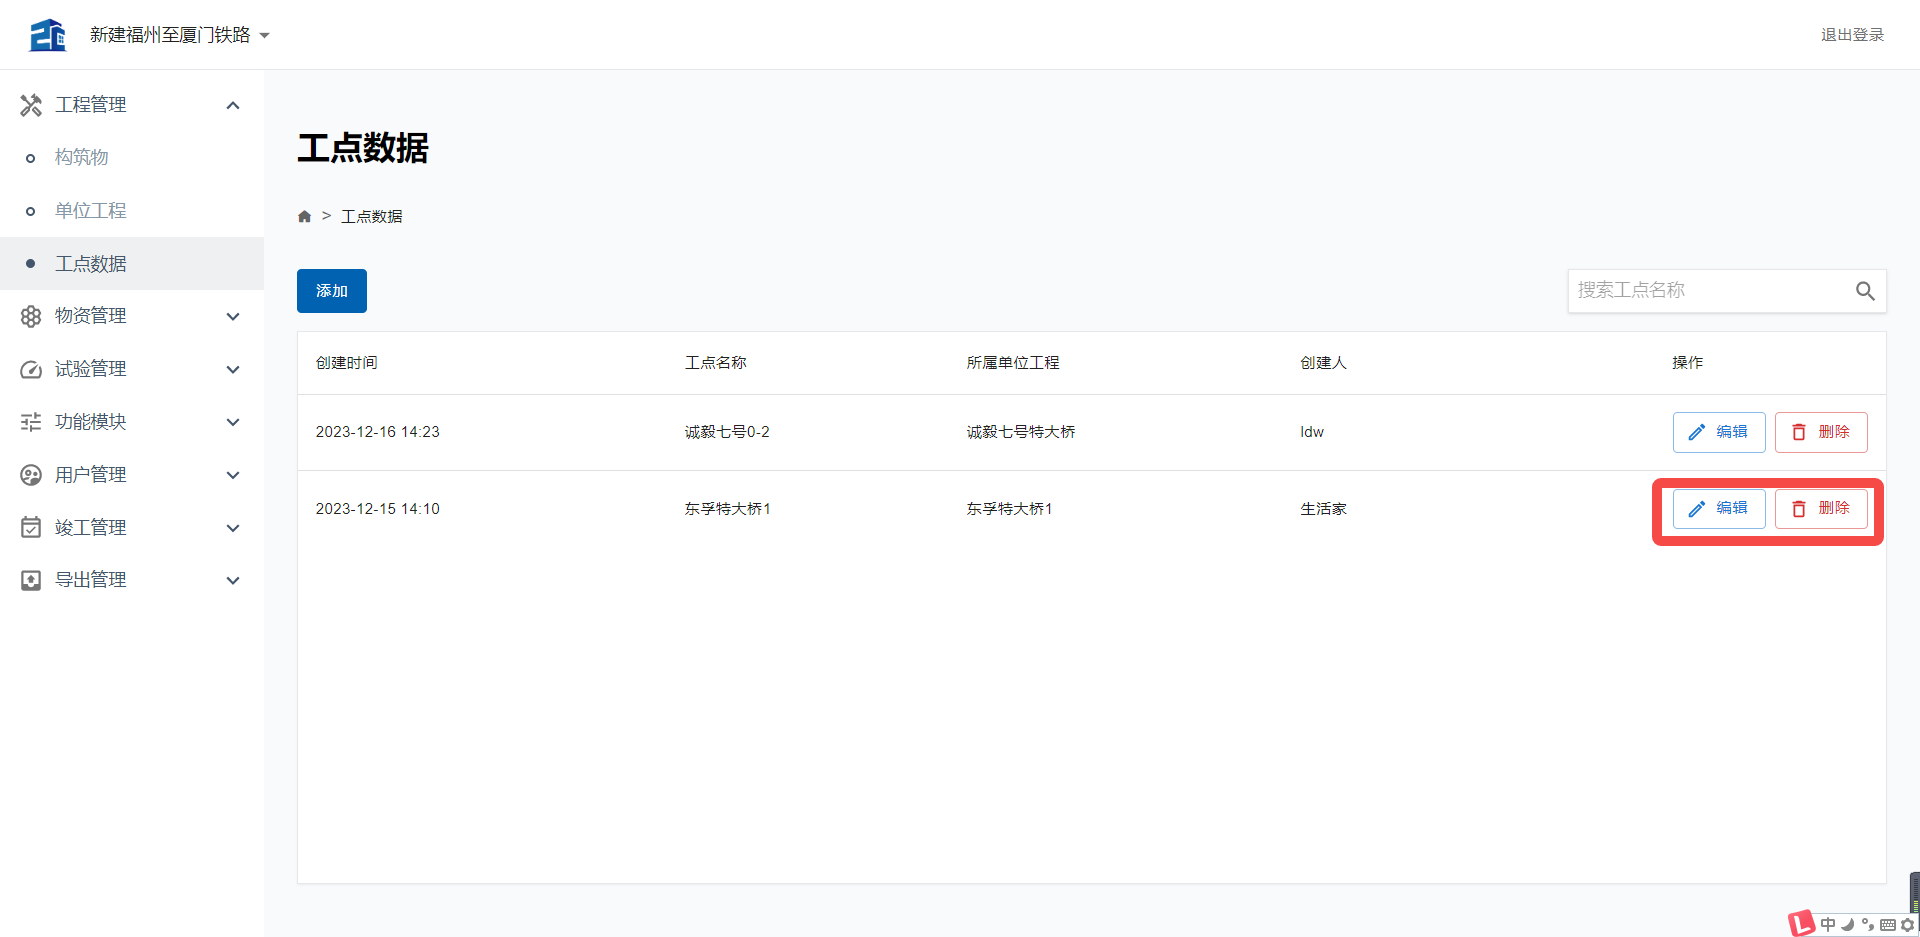 新建福州至厦门铁路
退出登录
工程管理
构筑物
单位工程
工点数据
物资管理
试验管理
功能模块
用户管理
竣工管理
导出管理
工点数据
> 工点数据
添加
搜索工点名称
创建时间 工点名称 所属单位工程 创建人 操作
2023-12-16 14:23 诚毅七号0-2 诚毅七号特大桥 ldw 编辑 删除
2023-12-15 14:10 东孚特大桥1 东孚特大桥1 生活家 编辑 删除
中